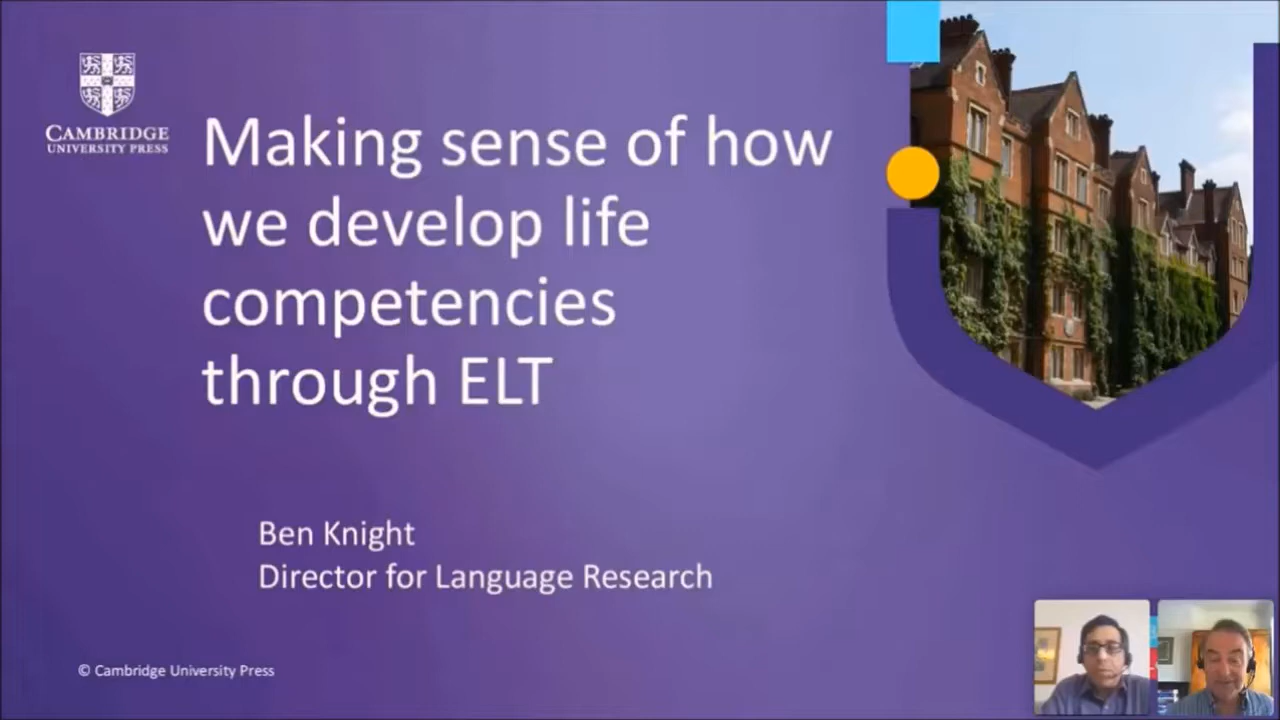 CAMBRIDGE
UNIVERSITY PRESS
Making sense of how
we develop life
competencies
through ELT
Ben Knight
Director for Language Research
© Cambridge University Press